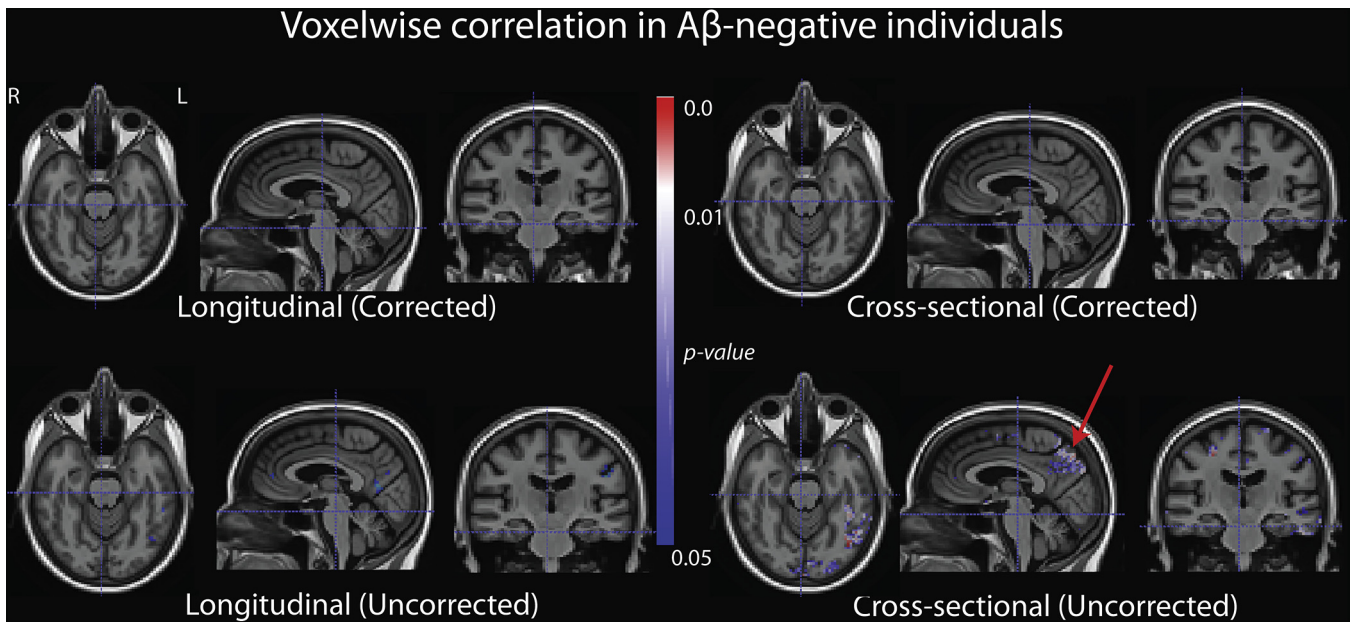 Voxelwise correlation in Aβ-negative individuals
R L
0.0
0.01
Longitudinal (Corrected)
Cross-sectional (Corrected)
p-value
0.05
Longitudinal (Uncorrected)
Cross-sectional (Uncorrected)